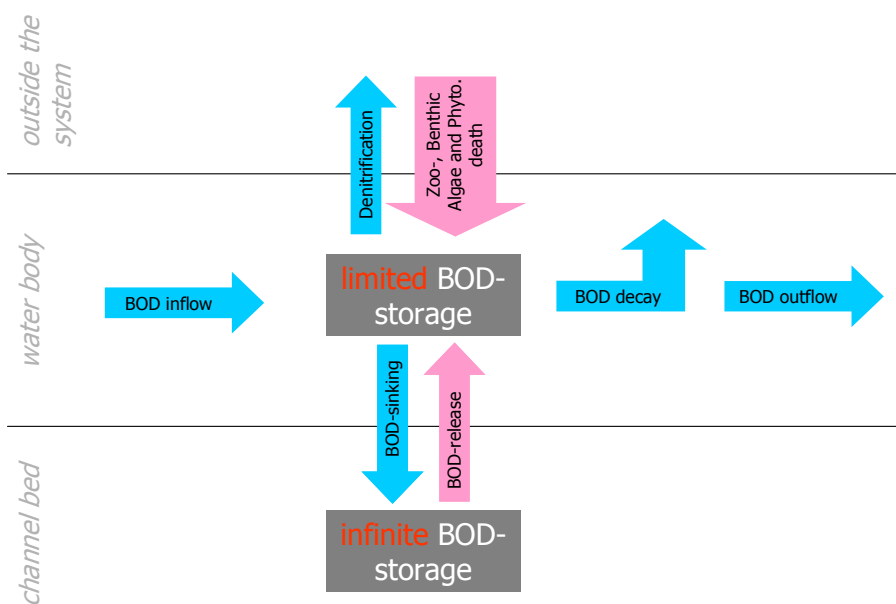 outside the
system
Denitrification
Zoo-, Benthic
Algae and Phyto.
death
water body
BOD inflow
limited BOD-
storage
BOD decay
BOD outflow
BOD-sinking
BOD-release
channel bed
infinite BOD-
storage